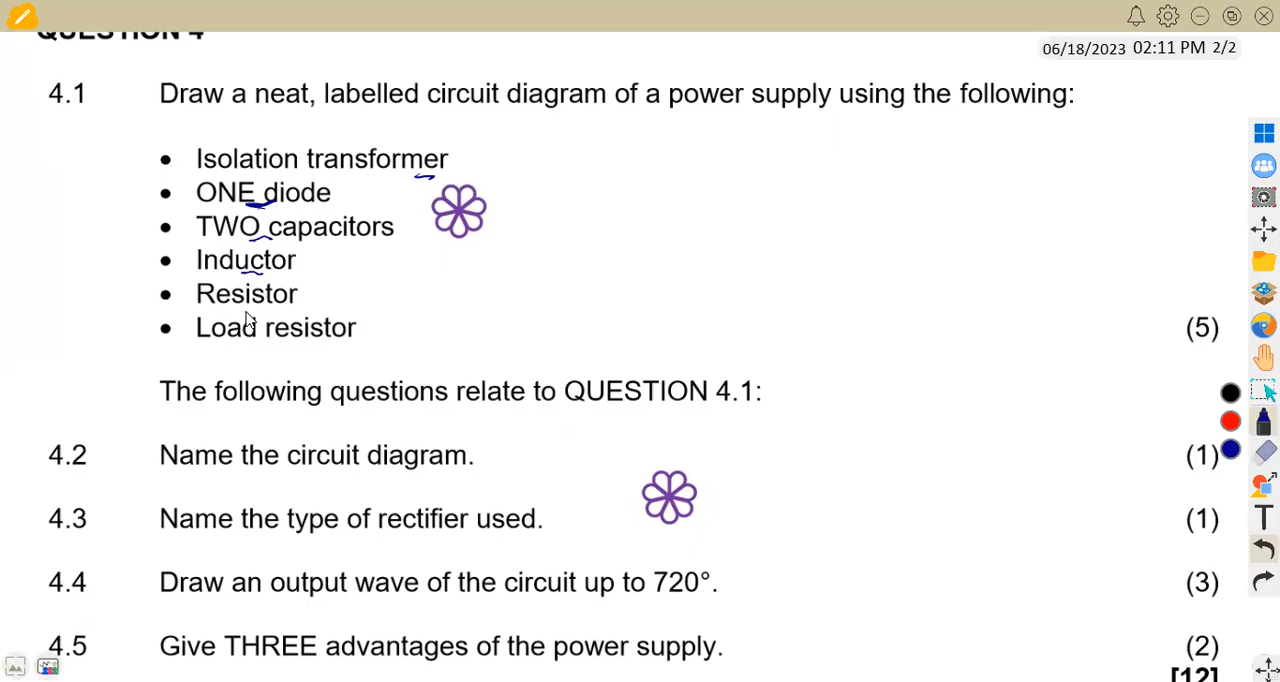 QUESTION 4
06/18/2023 02:11 PM 2/2
4.1 Draw a neat, labelled circuit diagram of a power supply using the following:
• Isolation transformer
• ONE diode
• TWO capacitors
• Inductor
• Resistor
• Load resistor (5)
The following questions relate to QUESTION 4.1:
4.2 Name the circuit diagram. (1)
4.3 Name the type of rectifier used. (1)
4.4 Draw an output wave of the circuit up to 720°. (3)
4.5 Give THREE advantages of the power supply. (2)
[12]
T